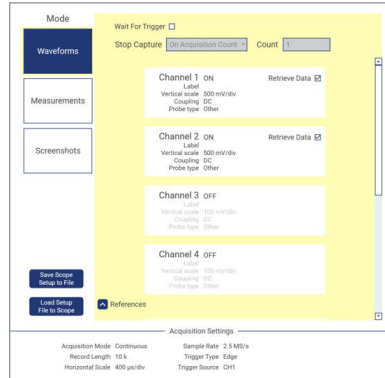 Mode
Wait For Trigger
Stop Capture On Acquisition Count Count 1
Waveforms
Measurements
Screenshots
Channel 1 ON Retrieve Data
Label
Vertical scale 500 mV/div
Coupling DC
Probe type Other
Channel 2 ON Retrieve Data
Label
Vertical scale 500 mV/div
Coupling DC
Probe type Other
Channel 3 OFF
Label
Vertical scale 100 mV/div
Coupling DC
Probe type Other
Channel 4 OFF
Label
Vertical scale 100 mV/div
Coupling DC
Probe type Other
Save Scope
Setup to File
Load Setup
File to Scope
References
Acquisition Settings
Acquisition Mode Continuous Sample Rate 2.5 MS/s
Record Length 10 k Trigger Type Edge
Horizontal Scale 400 µs/div Trigger Source CH1